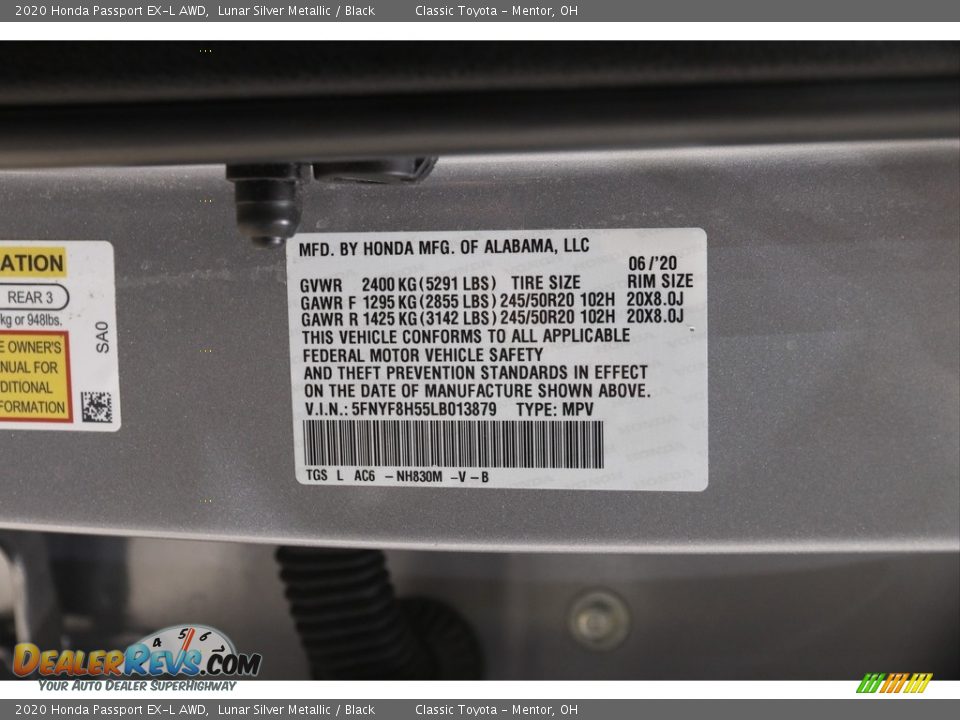 2020 Honda Passport EX-L AWD, Lunar Silver Metallic / Black Classic Toyota - Mentor, OH
ATION
REAR 3
kg or 948lbs.
E OWNER'S
NUAL FOR
DITIONAL
FORMATION
SA0
MFD. BY HONDA MFG. OF ALABAMA, LLC
06/'20
GVWR 2400 KG (5291 LBS) TIRE SIZE RIM SIZE
GAWR F 1295 KG (2855 LBS) 245/50R20 102H 20X8.0J
GAWR R 1425 KG (3142 LBS) 245/50R20 102H 20X8.0J
THIS VEHICLE CONFORMS TO ALL APPLICABLE
FEDERAL MOTOR VEHICLE SAFETY
AND THEFT PREVENTION STANDARDS IN EFFECT
ON THE DATE OF MANUFACTURE SHOWN ABOVE.
V.I.N.: 5FNYF8H55LB013879 TYPE: MPV
TGS L AC6 - NH830M - V - B
4 5 6
DEALERREVS.COM
YOUR AUTO DEALER SUPERHIGHWAY
2020 Honda Passport EX-L AWD, Lunar Silver Metallic / Black Classic Toyota - Mentor, OH